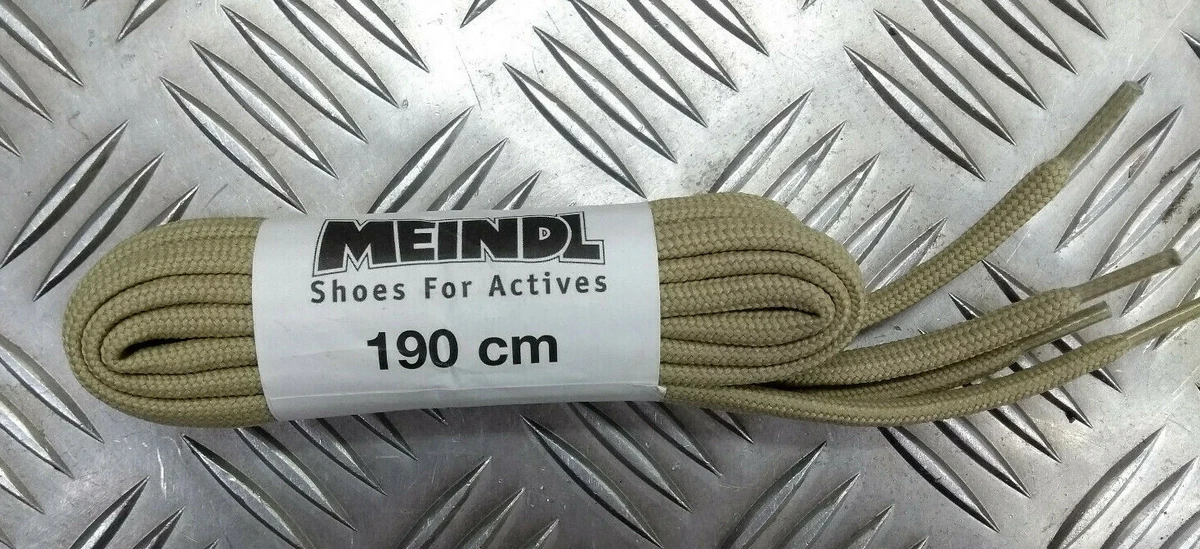 MEINDL
Shoes For Actives
190 cm